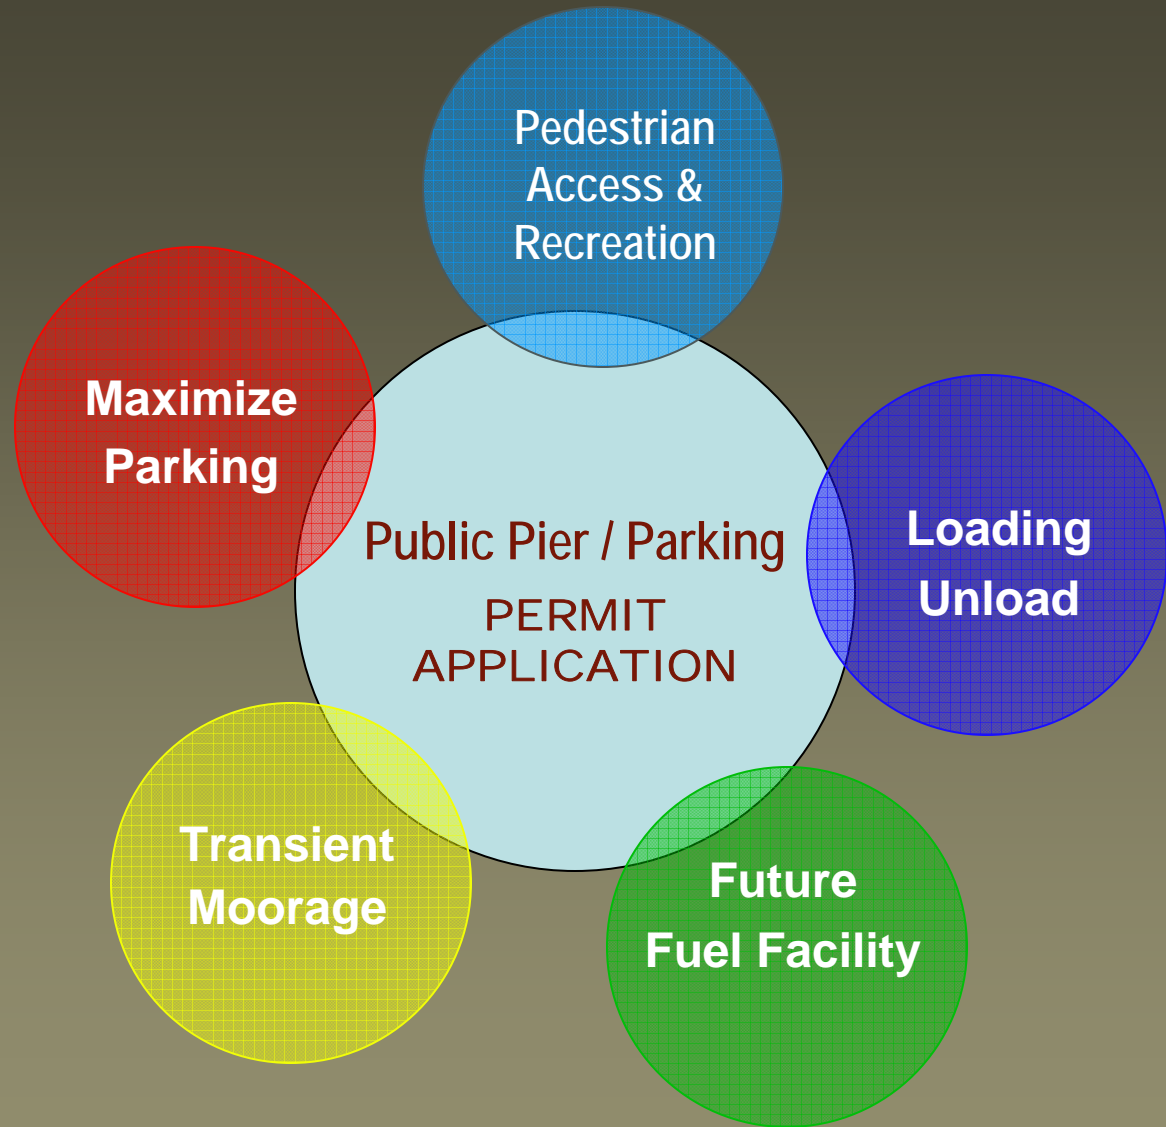 Pedestrian
Access &
Recreation
Maximize
Parking
Public Pier / Parking
PERMIT
APPLICATION
Loading
Unload
Transient
Moorage
Future
Fuel Facility